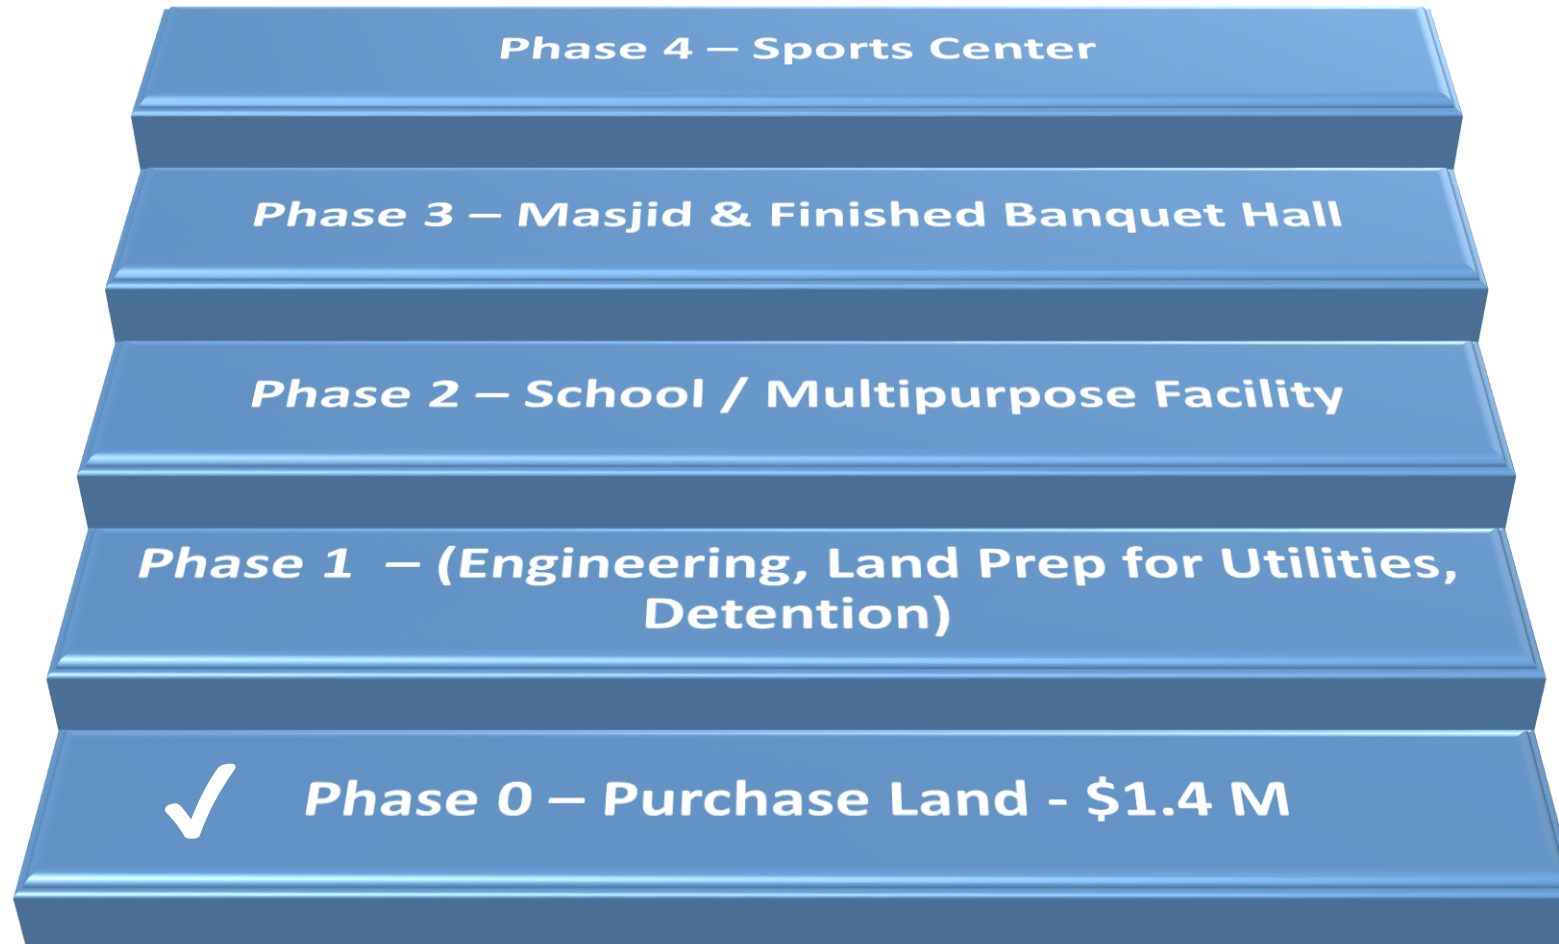 Phase 4 – Sports Center
Phase 3 – Masjid & Finished Banquet Hall
Phase 2 – School / Multipurpose Facility
Phase 1 – (Engineering, Land Prep for Utilities,
Detention)
✓ Phase 0 – Purchase Land - $1.4 M